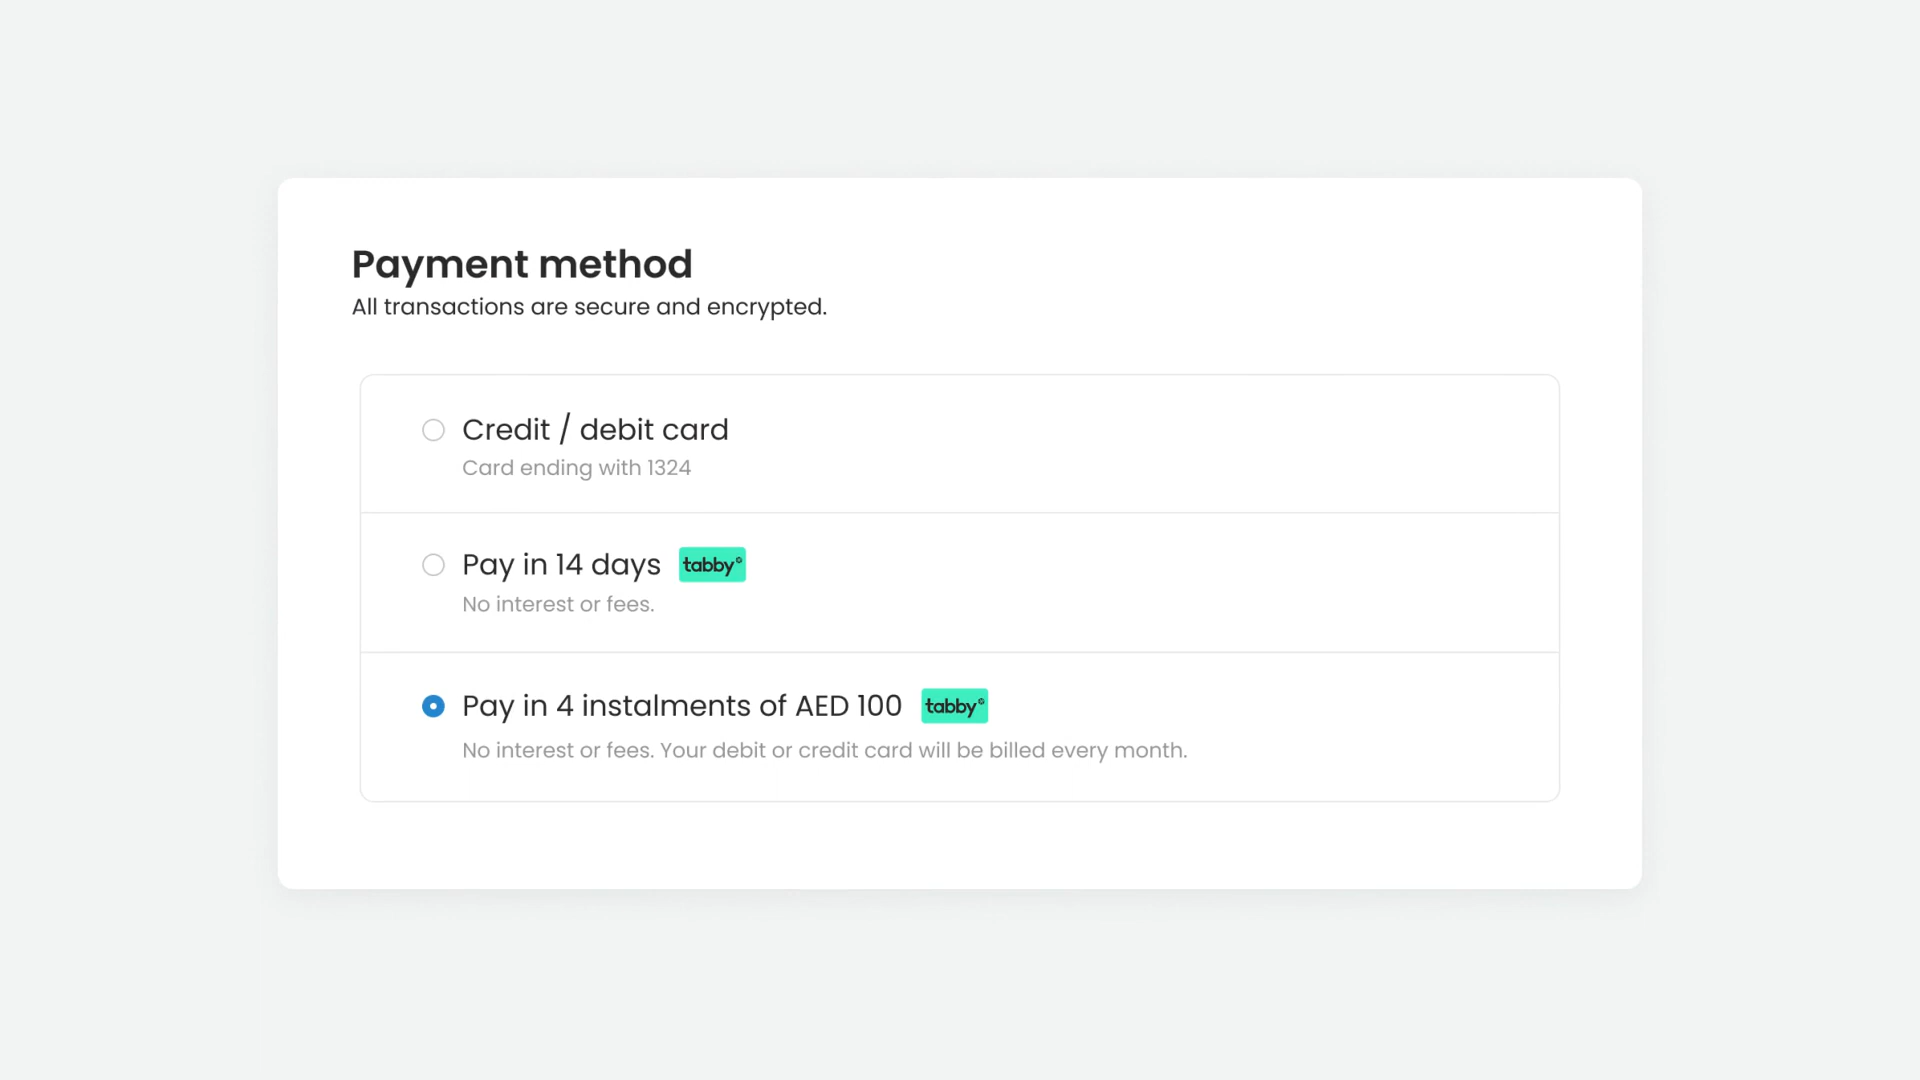 Payment method
All transactions are secure and encrypted.
Credit / debit card
Card ending with 1324
Pay in 14 days tabby
No interest or fees.
Pay in 4 instalments of AED 100 tabby
No interest or fees. Your debit or credit card will be billed every month.